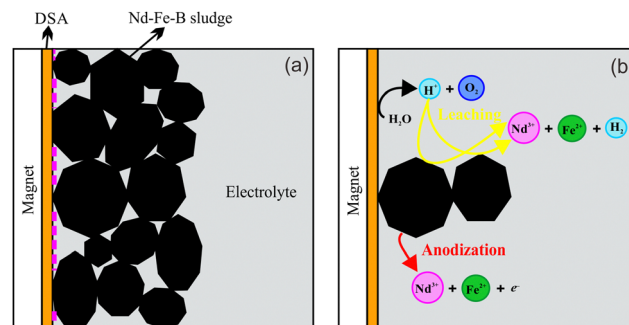 DSA
Nd-Fe-B sludge
(a)
Magnet
Electrolyte
(b)
Magnet
H⁺ + O₂
H₂O
Leaching
Nd³⁺ + Fe²⁺ + H₂
Anodization
Nd³⁺ + Fe²⁺ + e⁻